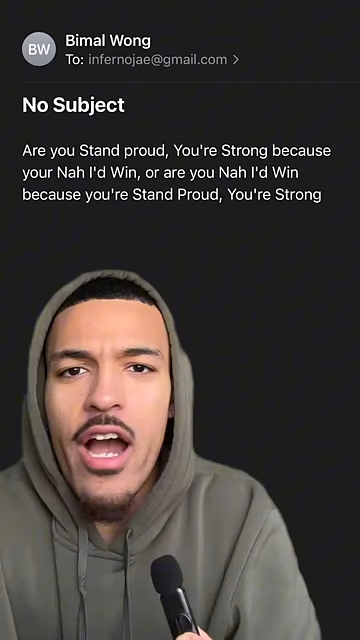 BW
Bimal Wong
To: infernojae@gmail.com
No Subject
Are you Stand proud, You're Strong because
your Nah I'd Win, or are you Nah I'd Win
because you're Stand Proud, You're Strong